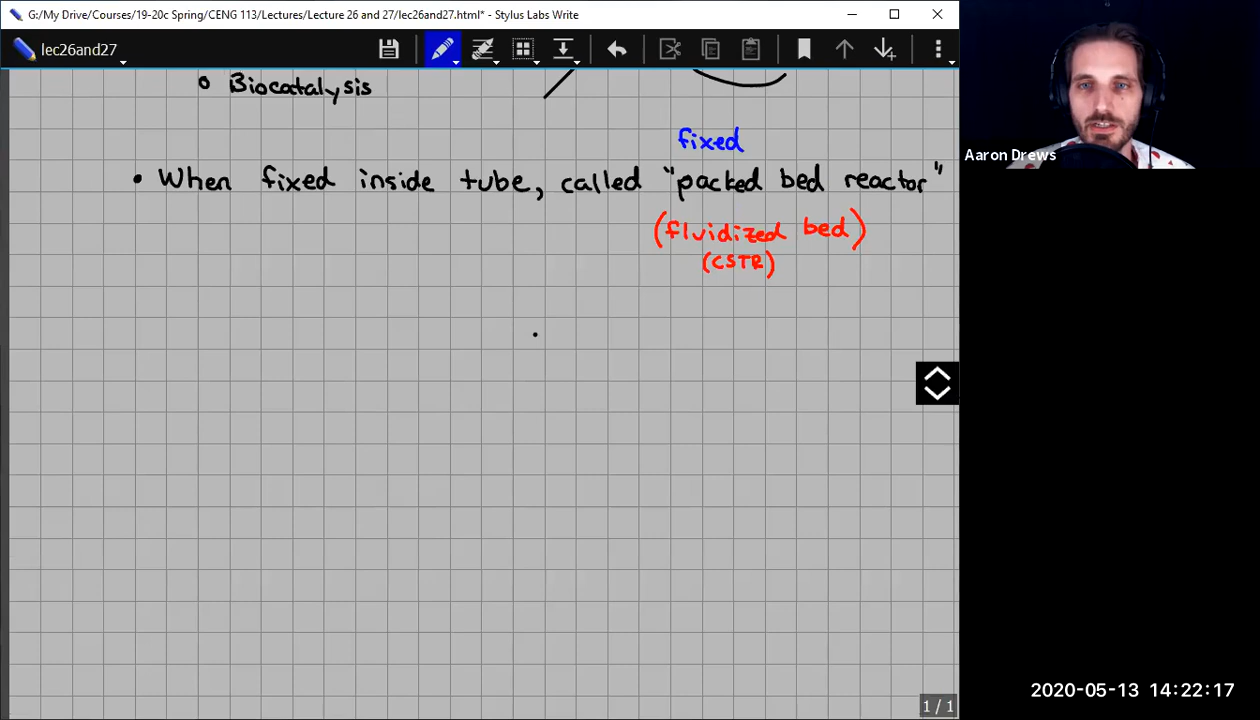 G:/My Drive/Courses/19-20c Spring/CENG 113/Lectures/Lecture 26 and 27/lec26and27.html* - Stylus Labs Write
lec26and27
Biocatalysis
fixed
• When fixed inside tube, called "packed bed reactor"
(fluidized bed)
(CSTR)
Aaron Drews
1 / 1
2020-05-13 14:22:17